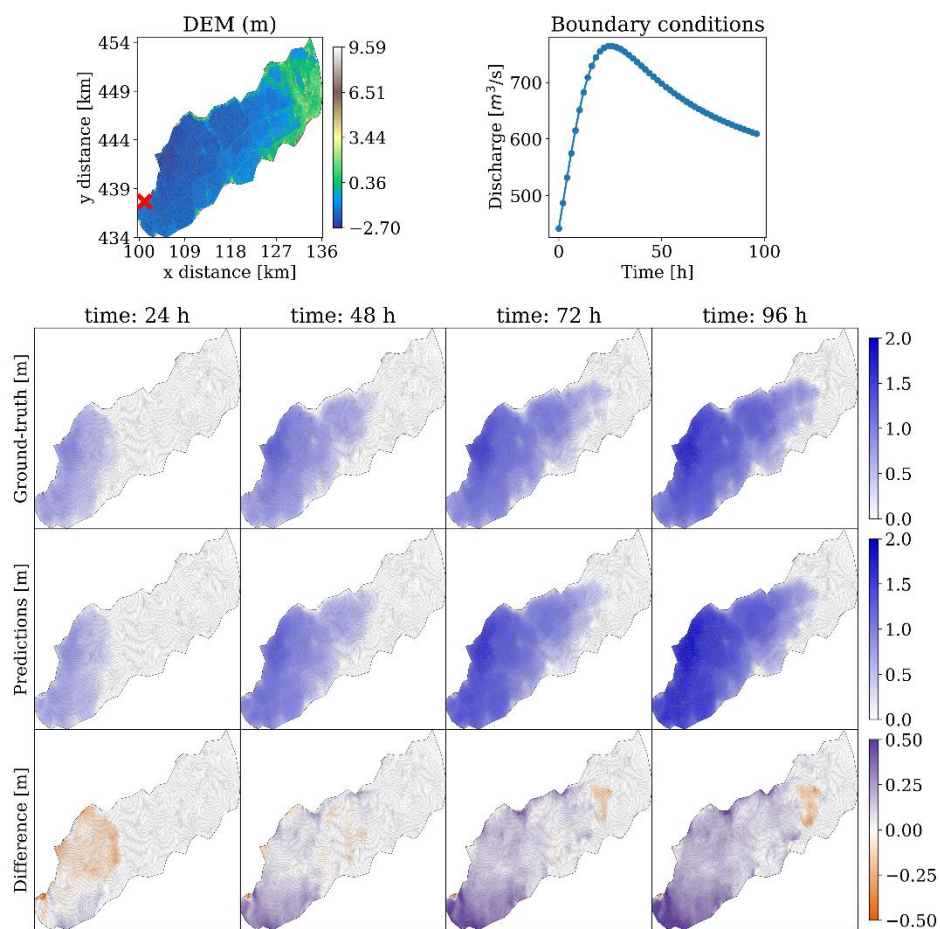 DEM (m)
454
449
444
439
434
y distance [km]
100 109 118 127 136
x distance [km]
9.59
6.51
3.44
0.36
−2.70
Boundary conditions
700
600
500
Discharge [m³/s]
0 50 100
Time [h]
time: 24 h time: 48 h time: 72 h time: 96 h
Ground-truth [m]
2.0
1.5
1.0
0.5
0.0
Predictions [m]
2.0
1.5
1.0
0.5
0.0
Difference [m]
0.50
0.25
0.00
−0.25
−0.50